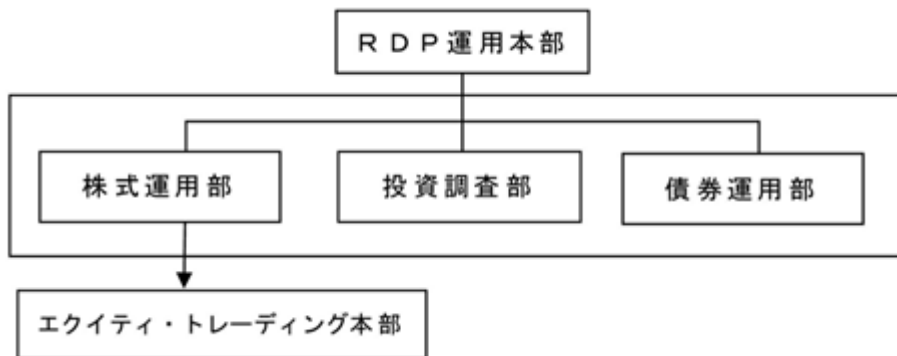 ＲＤＰ運用本部
株式運用部
投資調査部
債券運用部
エクイティ・トレーディング本部